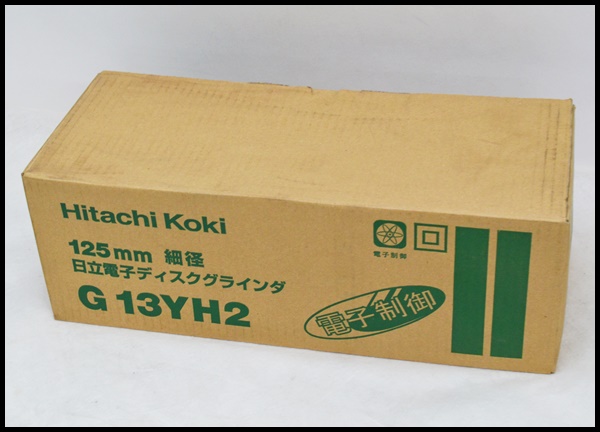 Hitachi Koki
125mm 細径
日立電子ディスクグラインダ
G 13YH2
電子制御
電子制御